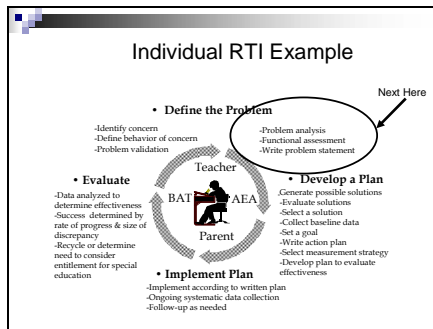 Individual RTI Example
Next Here
• Define the Problem
-Identify concern
-Define behavior of concern
-Problem validation
-Problem analysis
-Functional assessment
-Write problem statement
Teacher
BAT
AEA
Parent
• Evaluate
-Data analyzed to
determine effectiveness
-Success determined by
rate of progress & size of
discrepancy
-Recycle or determine
need to consider
entitlement for special
education
• Develop a Plan
-Generate possible solutions
-Evaluate solutions
-Select a solution
-Collect baseline data
-Set a goal
-Write action plan
-Select measurement strategy
-Develop plan to evaluate
effectiveness
• Implement Plan
-Implement according to written plan
-Ongoing systematic data collection
-Follow-up as needed